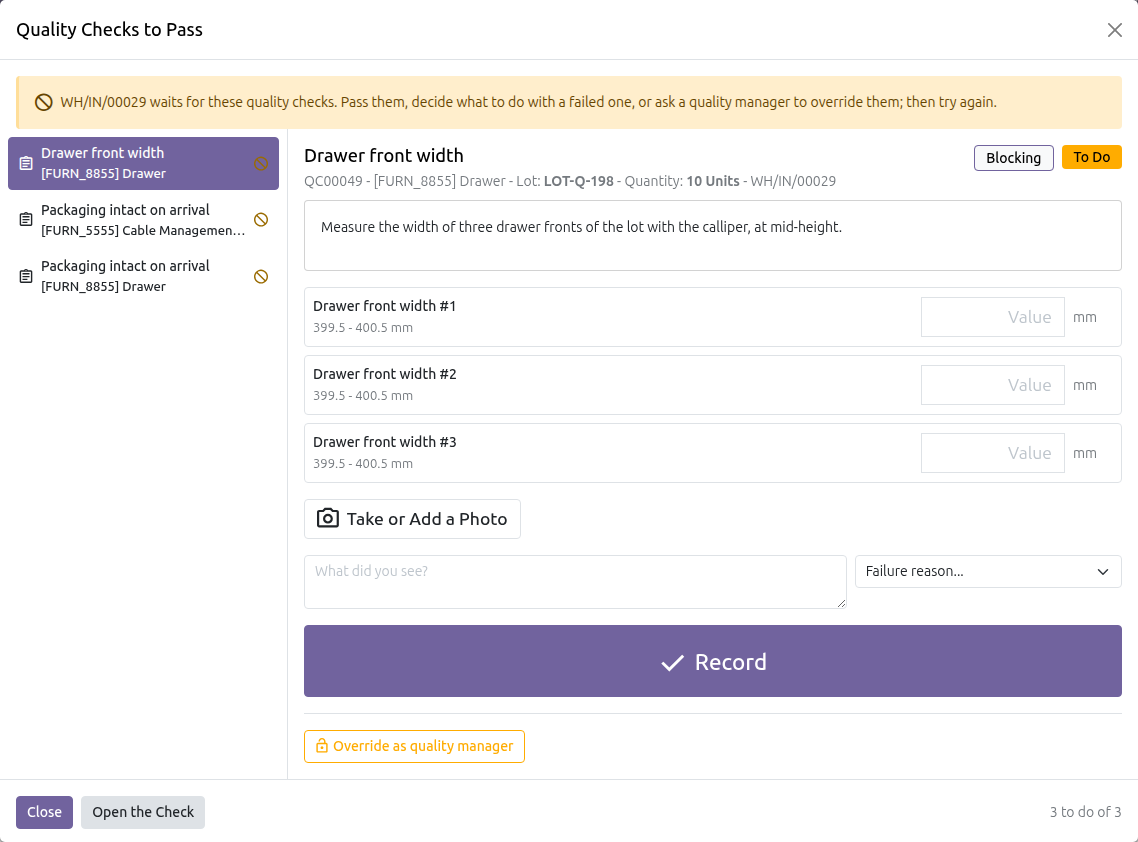 Quality Checks to Pass
WH/IN/00029 waits for these quality checks. Pass them, decide what to do with a failed one, or ask a quality manager to override them; then try again.
Drawer front width
[FURN_8855] Drawer
Packaging intact on arrival
[FURN_5555] Cable Managemen...
Packaging intact on arrival
[FURN_8855] Drawer
Drawer front width
Blocking
To Do
QC00049 - [FURN_8855] Drawer - Lot: LOT-Q-198 - Quantity: 10 Units - WH/IN/00029
Measure the width of three drawer fronts of the lot with the calliper, at mid-height.
Drawer front width #1
399.5 - 400.5 mm
Value mm
Drawer front width #2
399.5 - 400.5 mm
Value mm
Drawer front width #3
399.5 - 400.5 mm
Value mm
Take or Add a Photo
What did you see?
Failure reason...
Record
Override as quality manager
Close
Open the Check
3 to do of 3